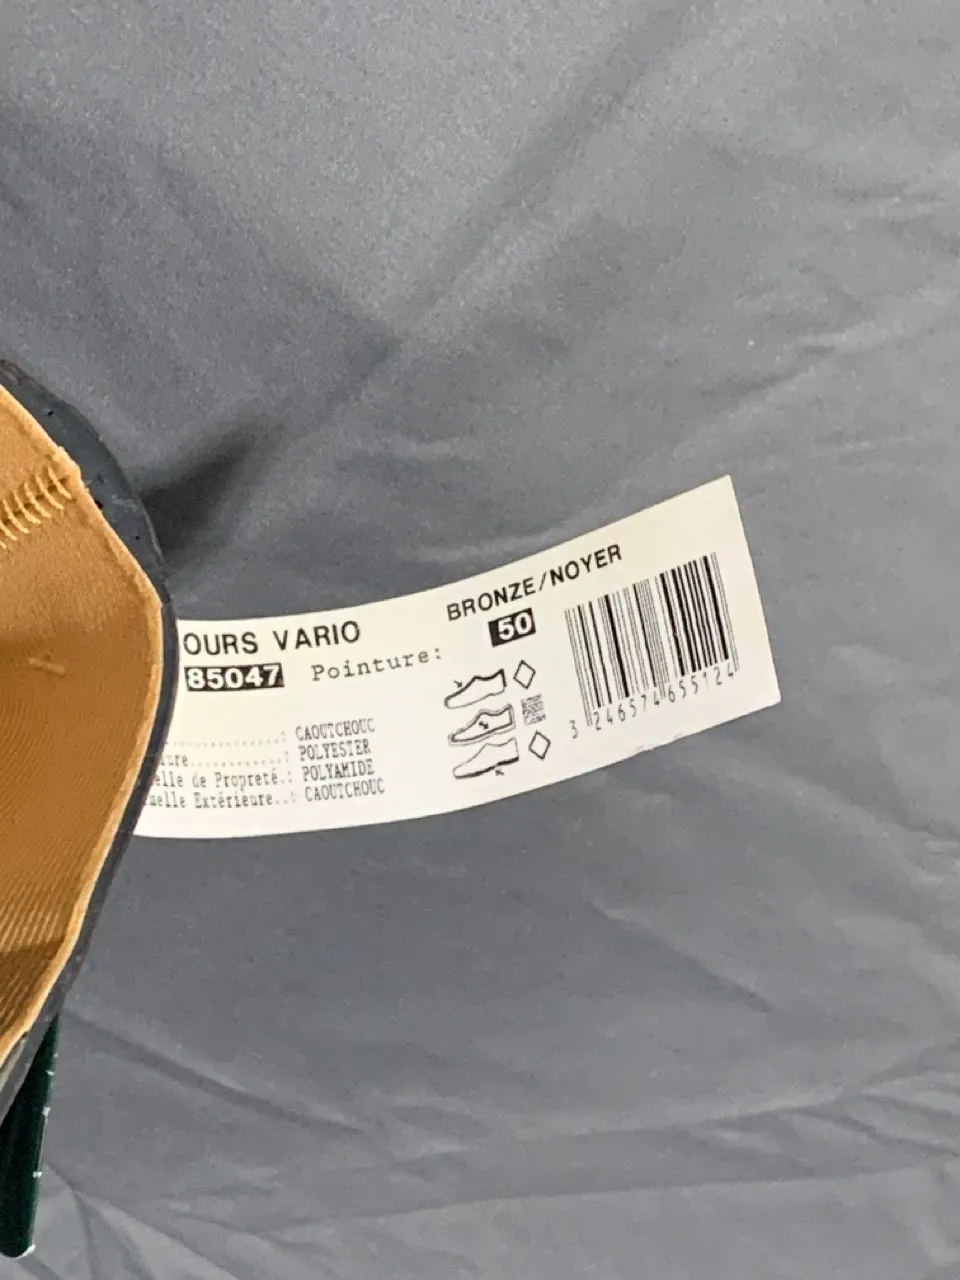 OURS VARIO
BRONZE/NOYER
85047 Pointure: 50
..............: CAOUTCHOUC
ure............: POLYESTER
elle de Propreté.: POLYAMIDE
elle Extérieure..: CAOUTCHOUC
3 246574 655124